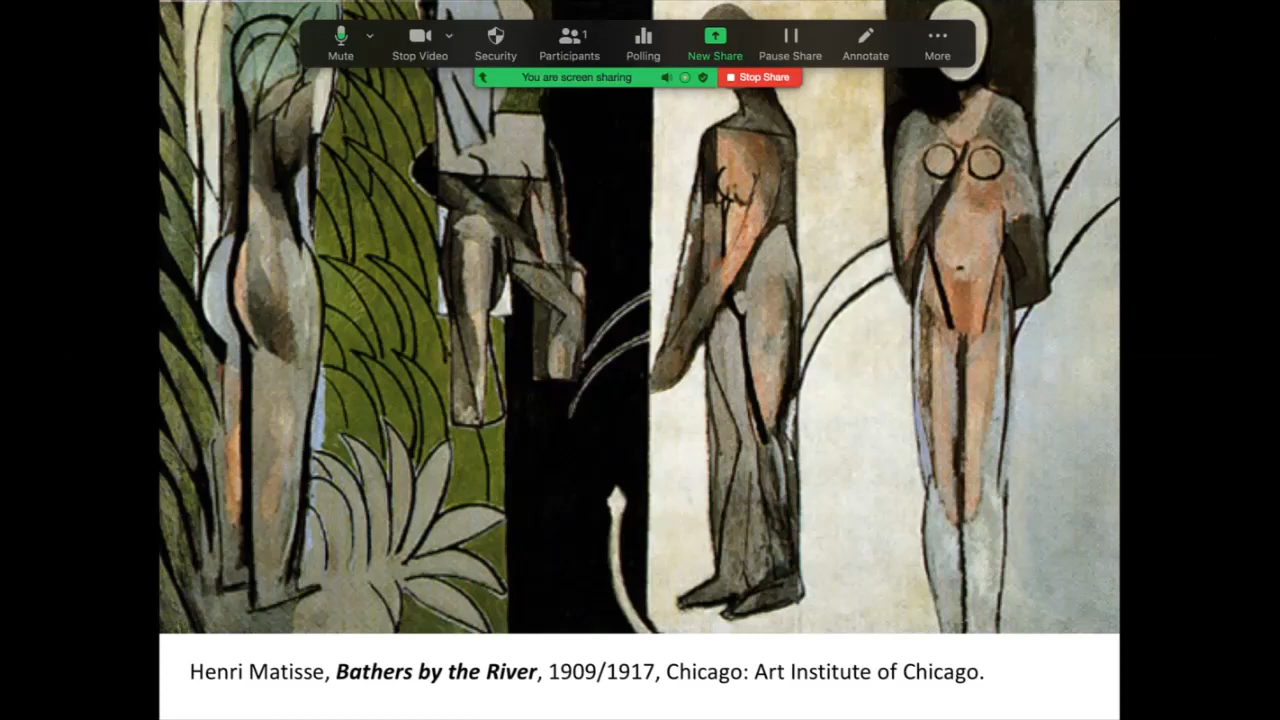 Mute Stop Video Security Participants 1 Polling New Share Pause Share Annotate More
You are screen sharing Stop Share
Henri Matisse, Bathers by the River, 1909/1917, Chicago: Art Institute of Chicago.